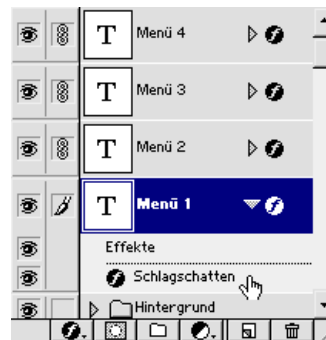 T Menü 4
T Menü 3
T Menü 2
T Menü 1
Effekte
Schlagschatten
Hintergrund